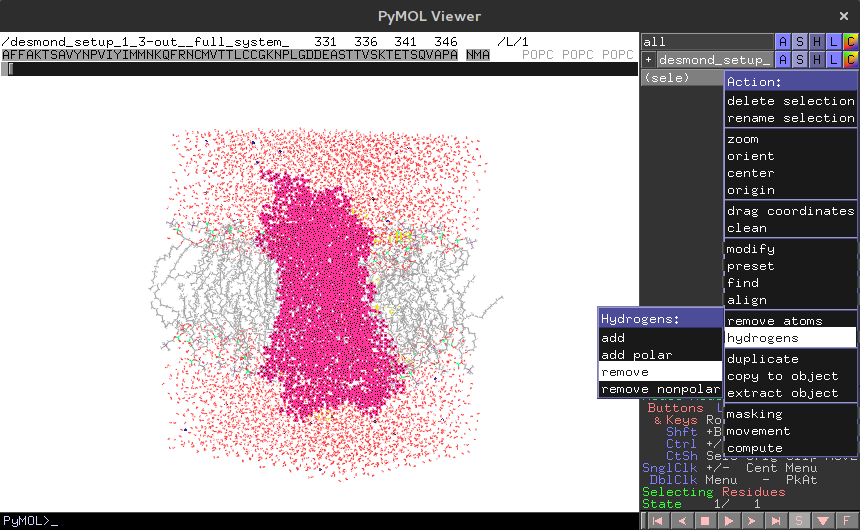 PyMOL Viewer ×
/desmond_setup_1_3-out__full_system_ 331 336 341 346 /L/1
AFFAKTSAVYNPVIYIMMNKQFRNCMVTTLCCGKNPLGDDEASTTVSKTETSQVAPA NMA POPC POPC POPC
all A S H L C
+ desmond_setup_ A S H L C
(sele)
Action:
delete selection
rename selection
zoom
orient
center
origin
drag coordinates
clean
modify
preset
find
align
remove atoms
hydrogens
duplicate
copy to object
extract object
masking
movement
compute
Hydrogens:
add
add polar
remove
remove nonpolar
Buttons L
& Keys Ro
Shft +B
Ctrl +/
CtSh
SnglClk +/- Cent Menu
DblClk Menu - PkAt
Selecting Residues
State 1/ 1
S F
PyMOL>_